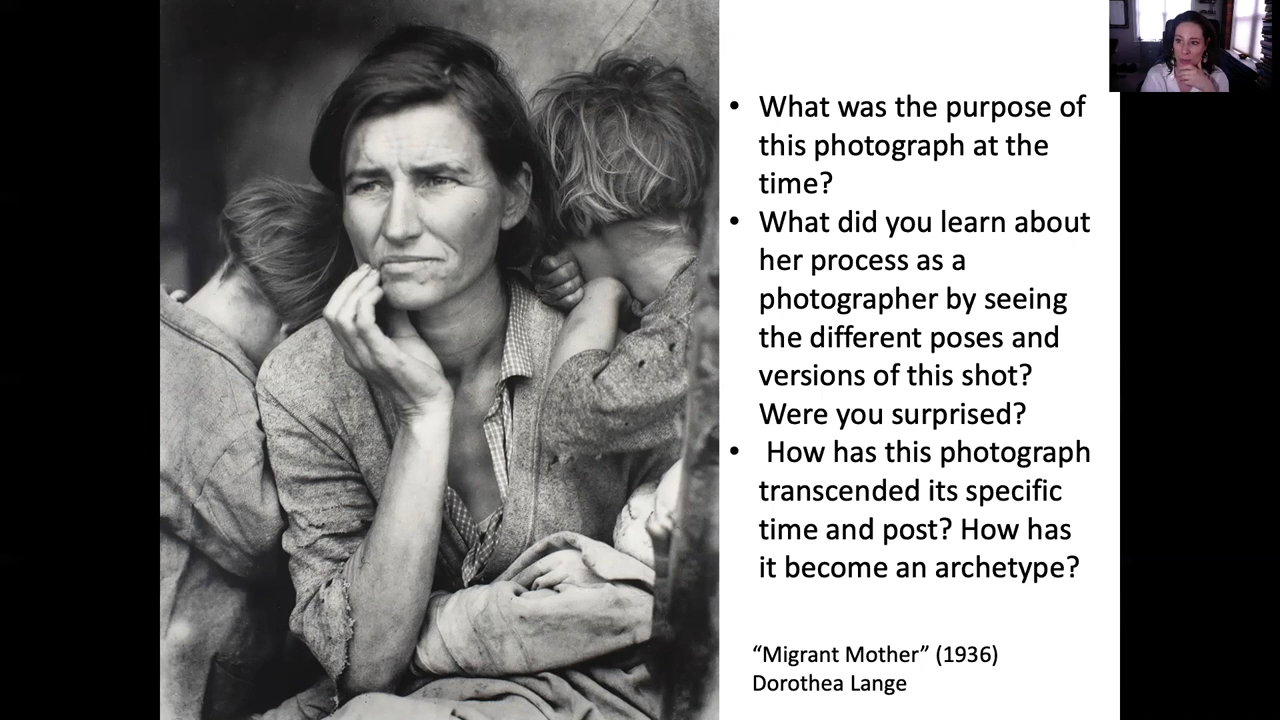 • What was the purpose of
this photograph at the
time?
• What did you learn about
her process as a
photographer by seeing
the different poses and
versions of this shot?
Were you surprised?
• How has this photograph
transcended its specific
time and post? How has
it become an archetype?
“Migrant Mother” (1936)
Dorothea Lange